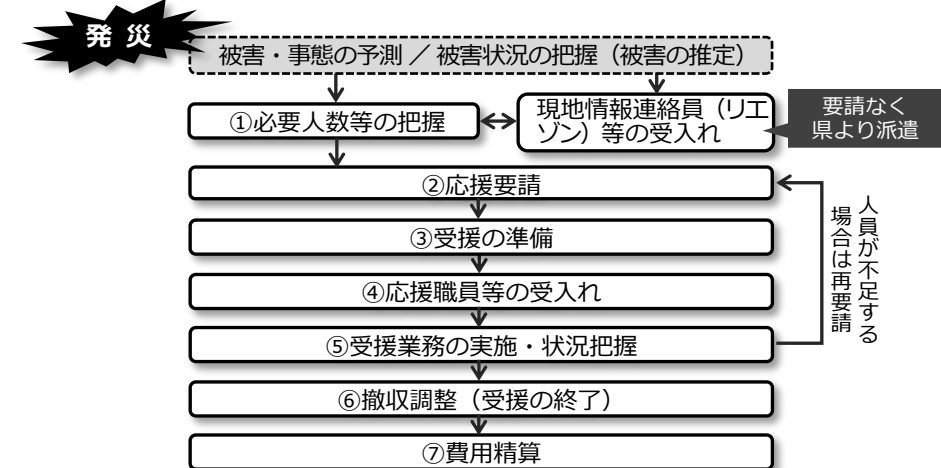 発 災
被害・事態の予測 ／ 被害状況の把握（被害の推定）
①必要人数等の把握
現地情報連絡員（リエ
ゾン）等の受入れ
要請なく
県より派遣
②応援要請
③受援の準備
④応援職員等の受入れ
⑤受援業務の実施・状況把握
人員が不足する
場合は再要請
⑥撤収調整（受援の終了）
⑦費用精算